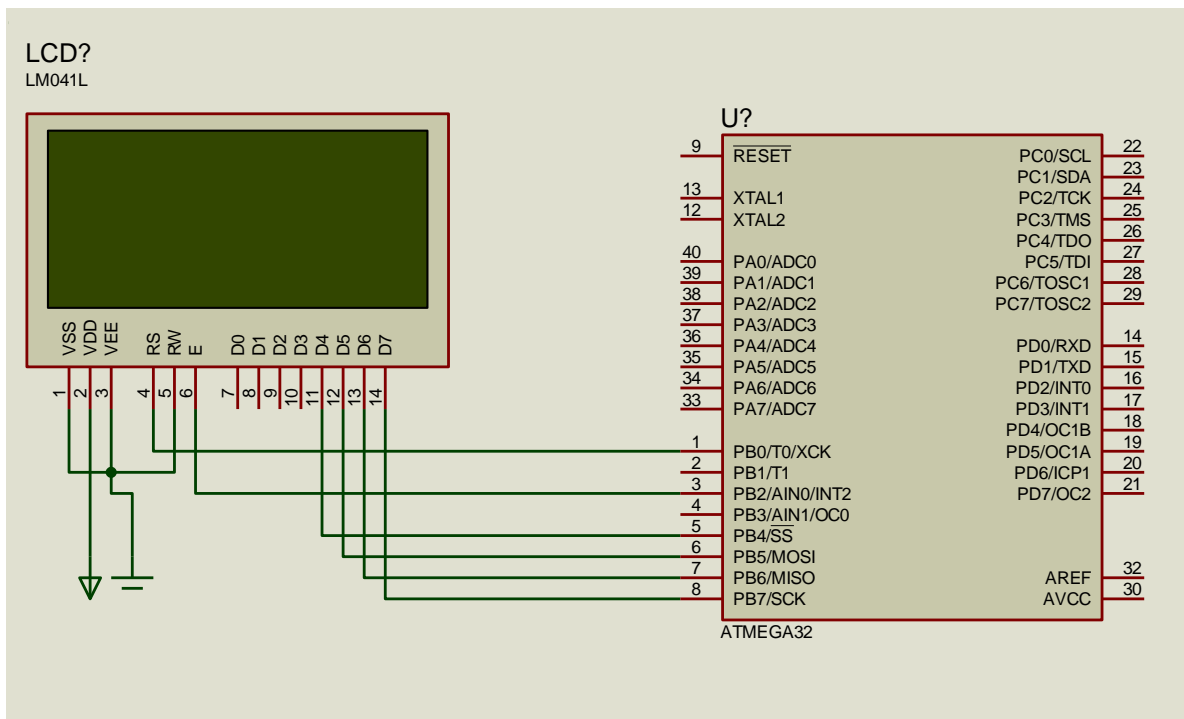 LCD?
LM041L
VSS
VDD
VEE
RS
RW
E
D0
D1
D2
D3
D4
D5
D6
D7
1
2
3
4
5
6
7
8
9
10
11
12
13
14
U?
9 RESET
13 XTAL1
12 XTAL2
40 PA0/ADC0
39 PA1/ADC1
38 PA2/ADC2
37 PA3/ADC3
36 PA4/ADC4
35 PA5/ADC5
34 PA6/ADC6
33 PA7/ADC7
1 PB0/T0/XCK
2 PB1/T1
3 PB2/AIN0/INT2
4 PB3/AIN1/OC0
5 PB4/SS
6 PB5/MOSI
7 PB6/MISO
8 PB7/SCK
PC0/SCL 22
PC1/SDA 23
PC2/TCK 24
PC3/TMS 25
PC4/TDO 26
PC5/TDI 27
PC6/TOSC1 28
PC7/TOSC2 29
PD0/RXD 14
PD1/TXD 15
PD2/INT0 16
PD3/INT1 17
PD4/OC1B 18
PD5/OC1A 19
PD6/ICP1 20
PD7/OC2 21
AREF 32
AVCC 30
ATMEGA32